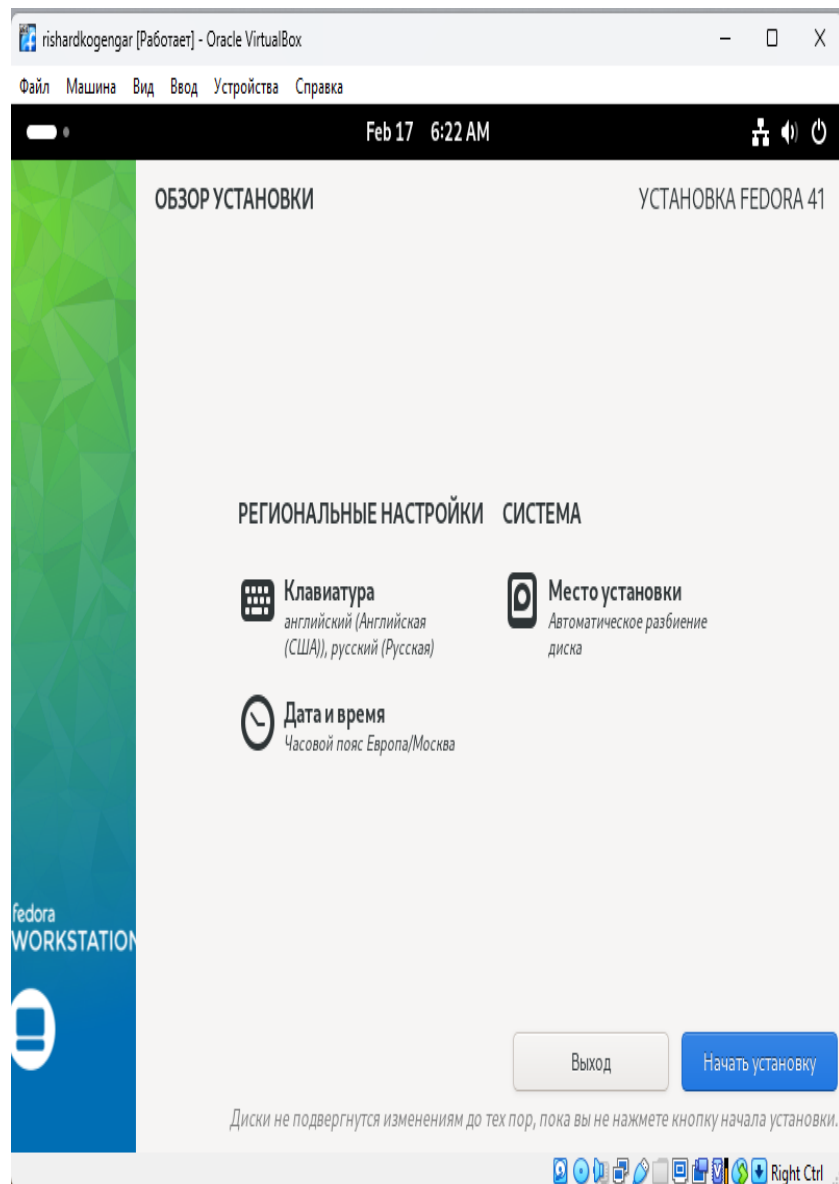 rishardkogengar [Работает] - Oracle VirtualBox
Файл Машина Вид Ввод Устройства Справка
Feb 17 6:22 AM
ОБЗОР УСТАНОВКИ
УСТАНОВКА FEDORA 41
РЕГИОНАЛЬНЫЕ НАСТРОЙКИ
СИСТЕМА
Клавиатура
английский (Английская
(США)), русский (Русская)
Место установки
Автоматическое разбиение
диска
Дата и время
Часовой пояс Европа/Москва
fedora
WORKSTATION
Выход
Начать установку
Диски не подвергнутся изменениям до тех пор, пока вы не нажмете кнопку начала установки.
Right Ctrl